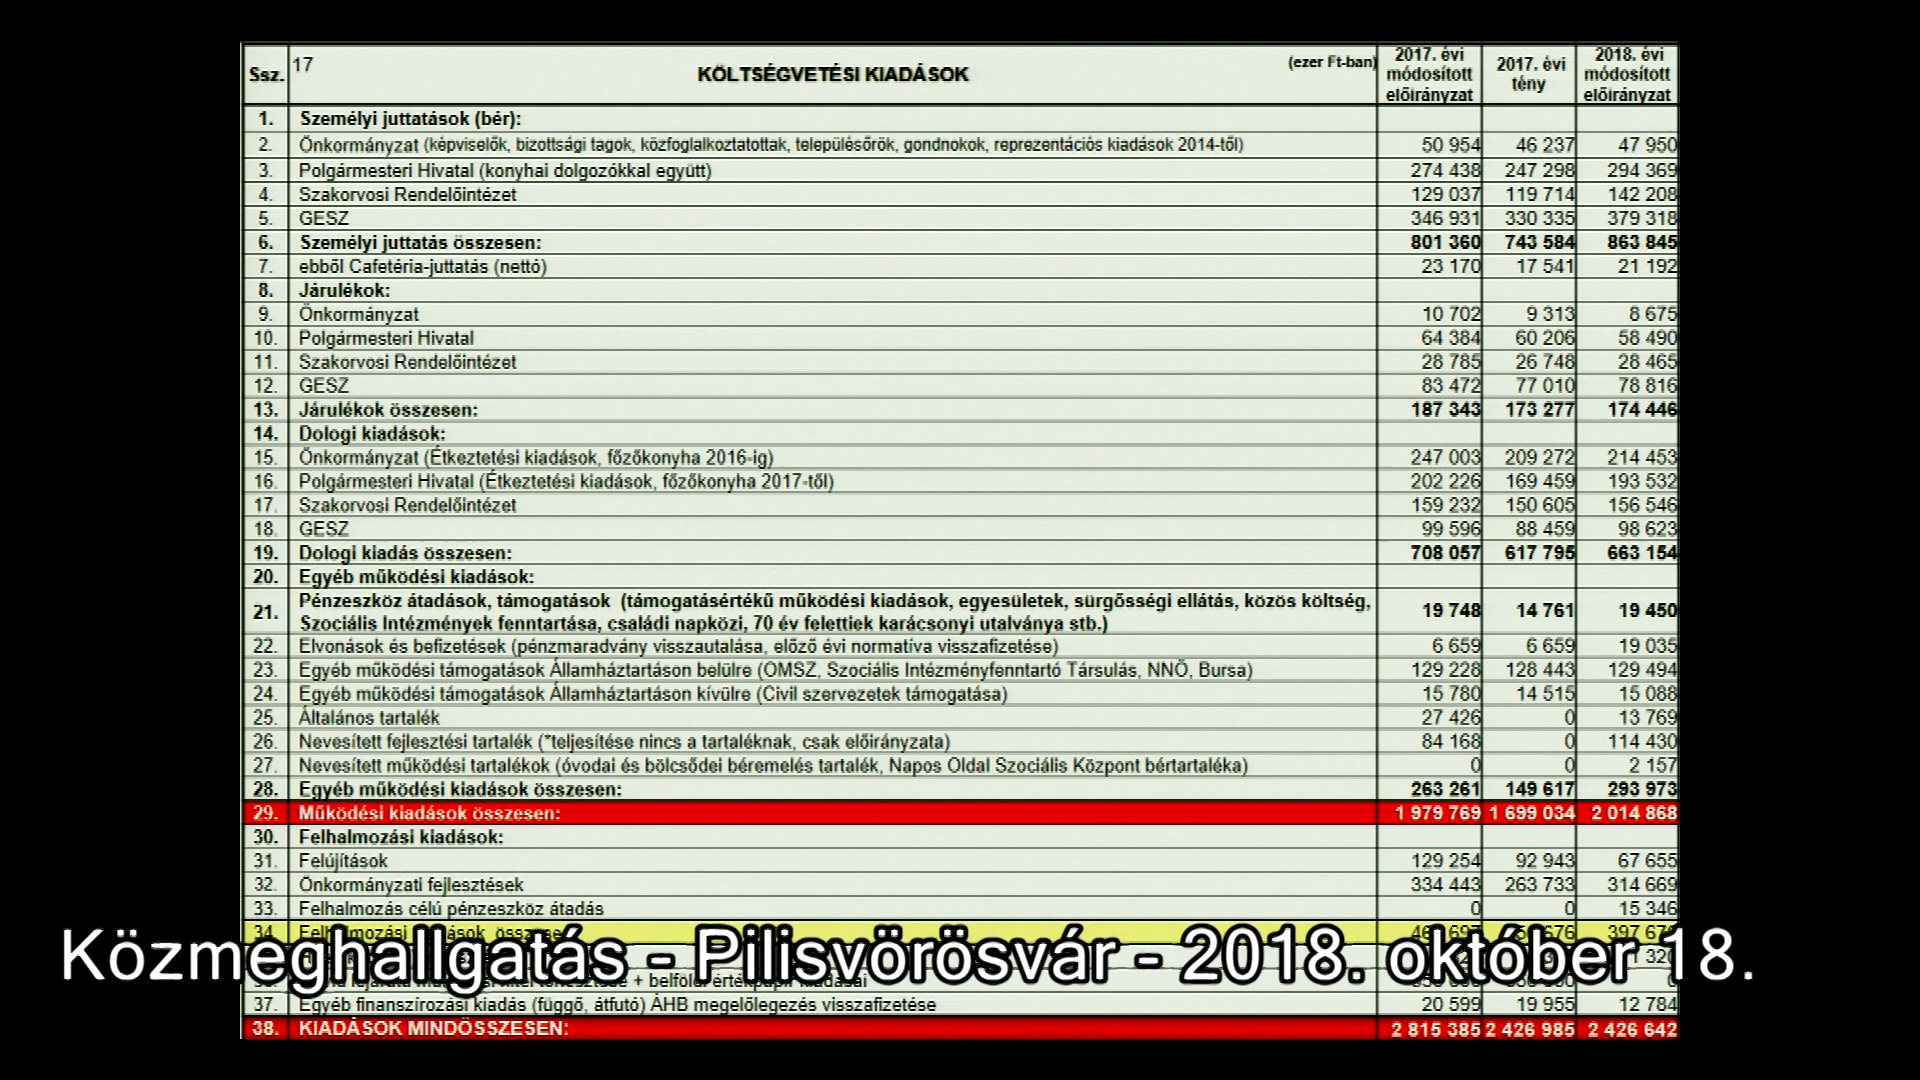 Ssz. 17 KÖLTSÉGVETÉSI KIADÁSOK (ezer Ft-ban) 2017. évi módosított előirányzat 2017. évi tény 2018. évi módosított előirányzat
1. Személyi juttatások (bér):
2. Önkormányzat (képviselők, bizottsági tagok, közfoglalkoztatottak, településőrök, gondnokok, reprezentációs kiadások 2014-től) 50 954 46 237 47 950
3. Polgármesteri Hivatal (konyhai dolgozókkal együtt) 274 438 247 298 294 369
4. Szakorvosi Rendelőintézet 129 037 119 714 142 208
5. GESZ 346 931 330 335 379 318
6. Személyi juttatás összesen: 801 360 743 584 863 845
7. ebből Cafetéria-juttatás (nettó) 23 170 17 541 21 192
8. Járulékok:
9. Önkormányzat 10 702 9 313 8 675
10. Polgármesteri Hivatal 64 384 60 206 58 490
11. Szakorvosi Rendelőintézet 28 785 26 748 28 465
12. GESZ 83 472 77 010 78 816
13. Járulékok összesen: 187 343 173 277 174 446
14. Dologi kiadások:
15. Önkormányzat (Étkeztetési kiadások, főzőkonyha 2016-ig) 247 003 209 272 214 453
16. Polgármesteri Hivatal (Étkeztetési kiadások, főzőkonyha 2017-től) 202 226 169 459 193 532
17. Szakorvosi Rendelőintézet 159 232 150 605 156 546
18. GESZ 99 596 88 459 98 623
19. Dologi kiadás összesen: 708 057 617 795 663 154
20. Egyéb működési kiadások:
21. Pénzeszköz átadások, támogatások (támogatásértékű működési kiadások, egyesületek, sürgősségi ellátás, közös költség,
Szociális Intézmények fenntartása, családi napközi, 70 év felettiek karácsonyi utalványa stb.) 19 748 14 761 19 450
22. Elvonások és befizetések (pénzmaradvány visszautalása, előző évi normatíva visszafizetése) 6 659 6 659 19 035
23. Egyéb működési támogatások Államháztartáson belülre (OMSZ, Szociális Intézményfenntartó Társulás, NNÖ, Bursa) 129 228 128 443 129 494
24. Egyéb működési támogatások Államháztartáson kívülre (Civil szervezetek támogatása) 15 780 14 515 15 088
25. Általános tartalék 27 426 0 13 769
26. Nevesített fejlesztési tartalék (*teljesítése nincs a tartaléknak, csak előirányzata) 84 168 0 114 430
27. Nevesített működési tartalékok (óvodai és bölcsődei béremelés tartalék, Napos Oldal Szociális Központ bértartaléka) 0 0 2 157
28. Egyéb működési kiadások összesen: 263 261 149 617 293 973
29. Működési kiadások összesen: 1 979 769 1 699 034 2 014 868
30. Felhalmozási kiadások:
31. Felújítások 129 254 92 943 67 655
32. Önkormányzati fejlesztések 334 443 263 733 314 669
33. Felhalmozás célú pénzeszköz átadás 0 0 15 346
34. Felhalmozási
Közmeghallgatás - Pilisvörösvár - 2018. október 18.
+ belföldi
37. Egyéb finanszírozási kiadás (függő, átfutó) ÁHB megelőlegezés visszafizetése 20 599 19 955 12 784
38. KIADÁSOK MINDÖSSZESEN: 2 815 385 2 426 985 2 426 642